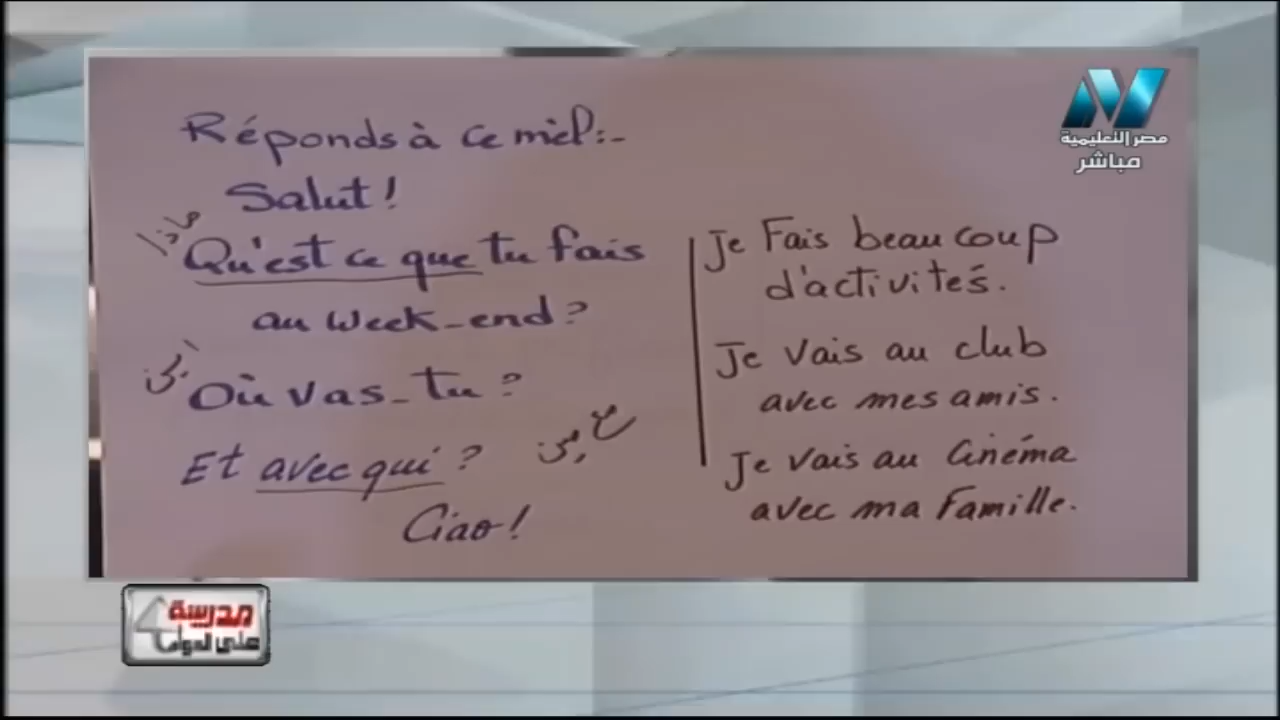 Réponds à ce miel:-
Salut!
ماذا
Qu'est ce que tu fais
au week-end?
أين
Où vas-tu?
Et avec qui?
مع مين
Ciao!
Je Fais beaucoup
d'activités.
Je vais au club
avec mes amis.
Je vais au Cinéma
avec ma Famille.
مصر التعليمية
مباشر
مدرسة
على الهواء